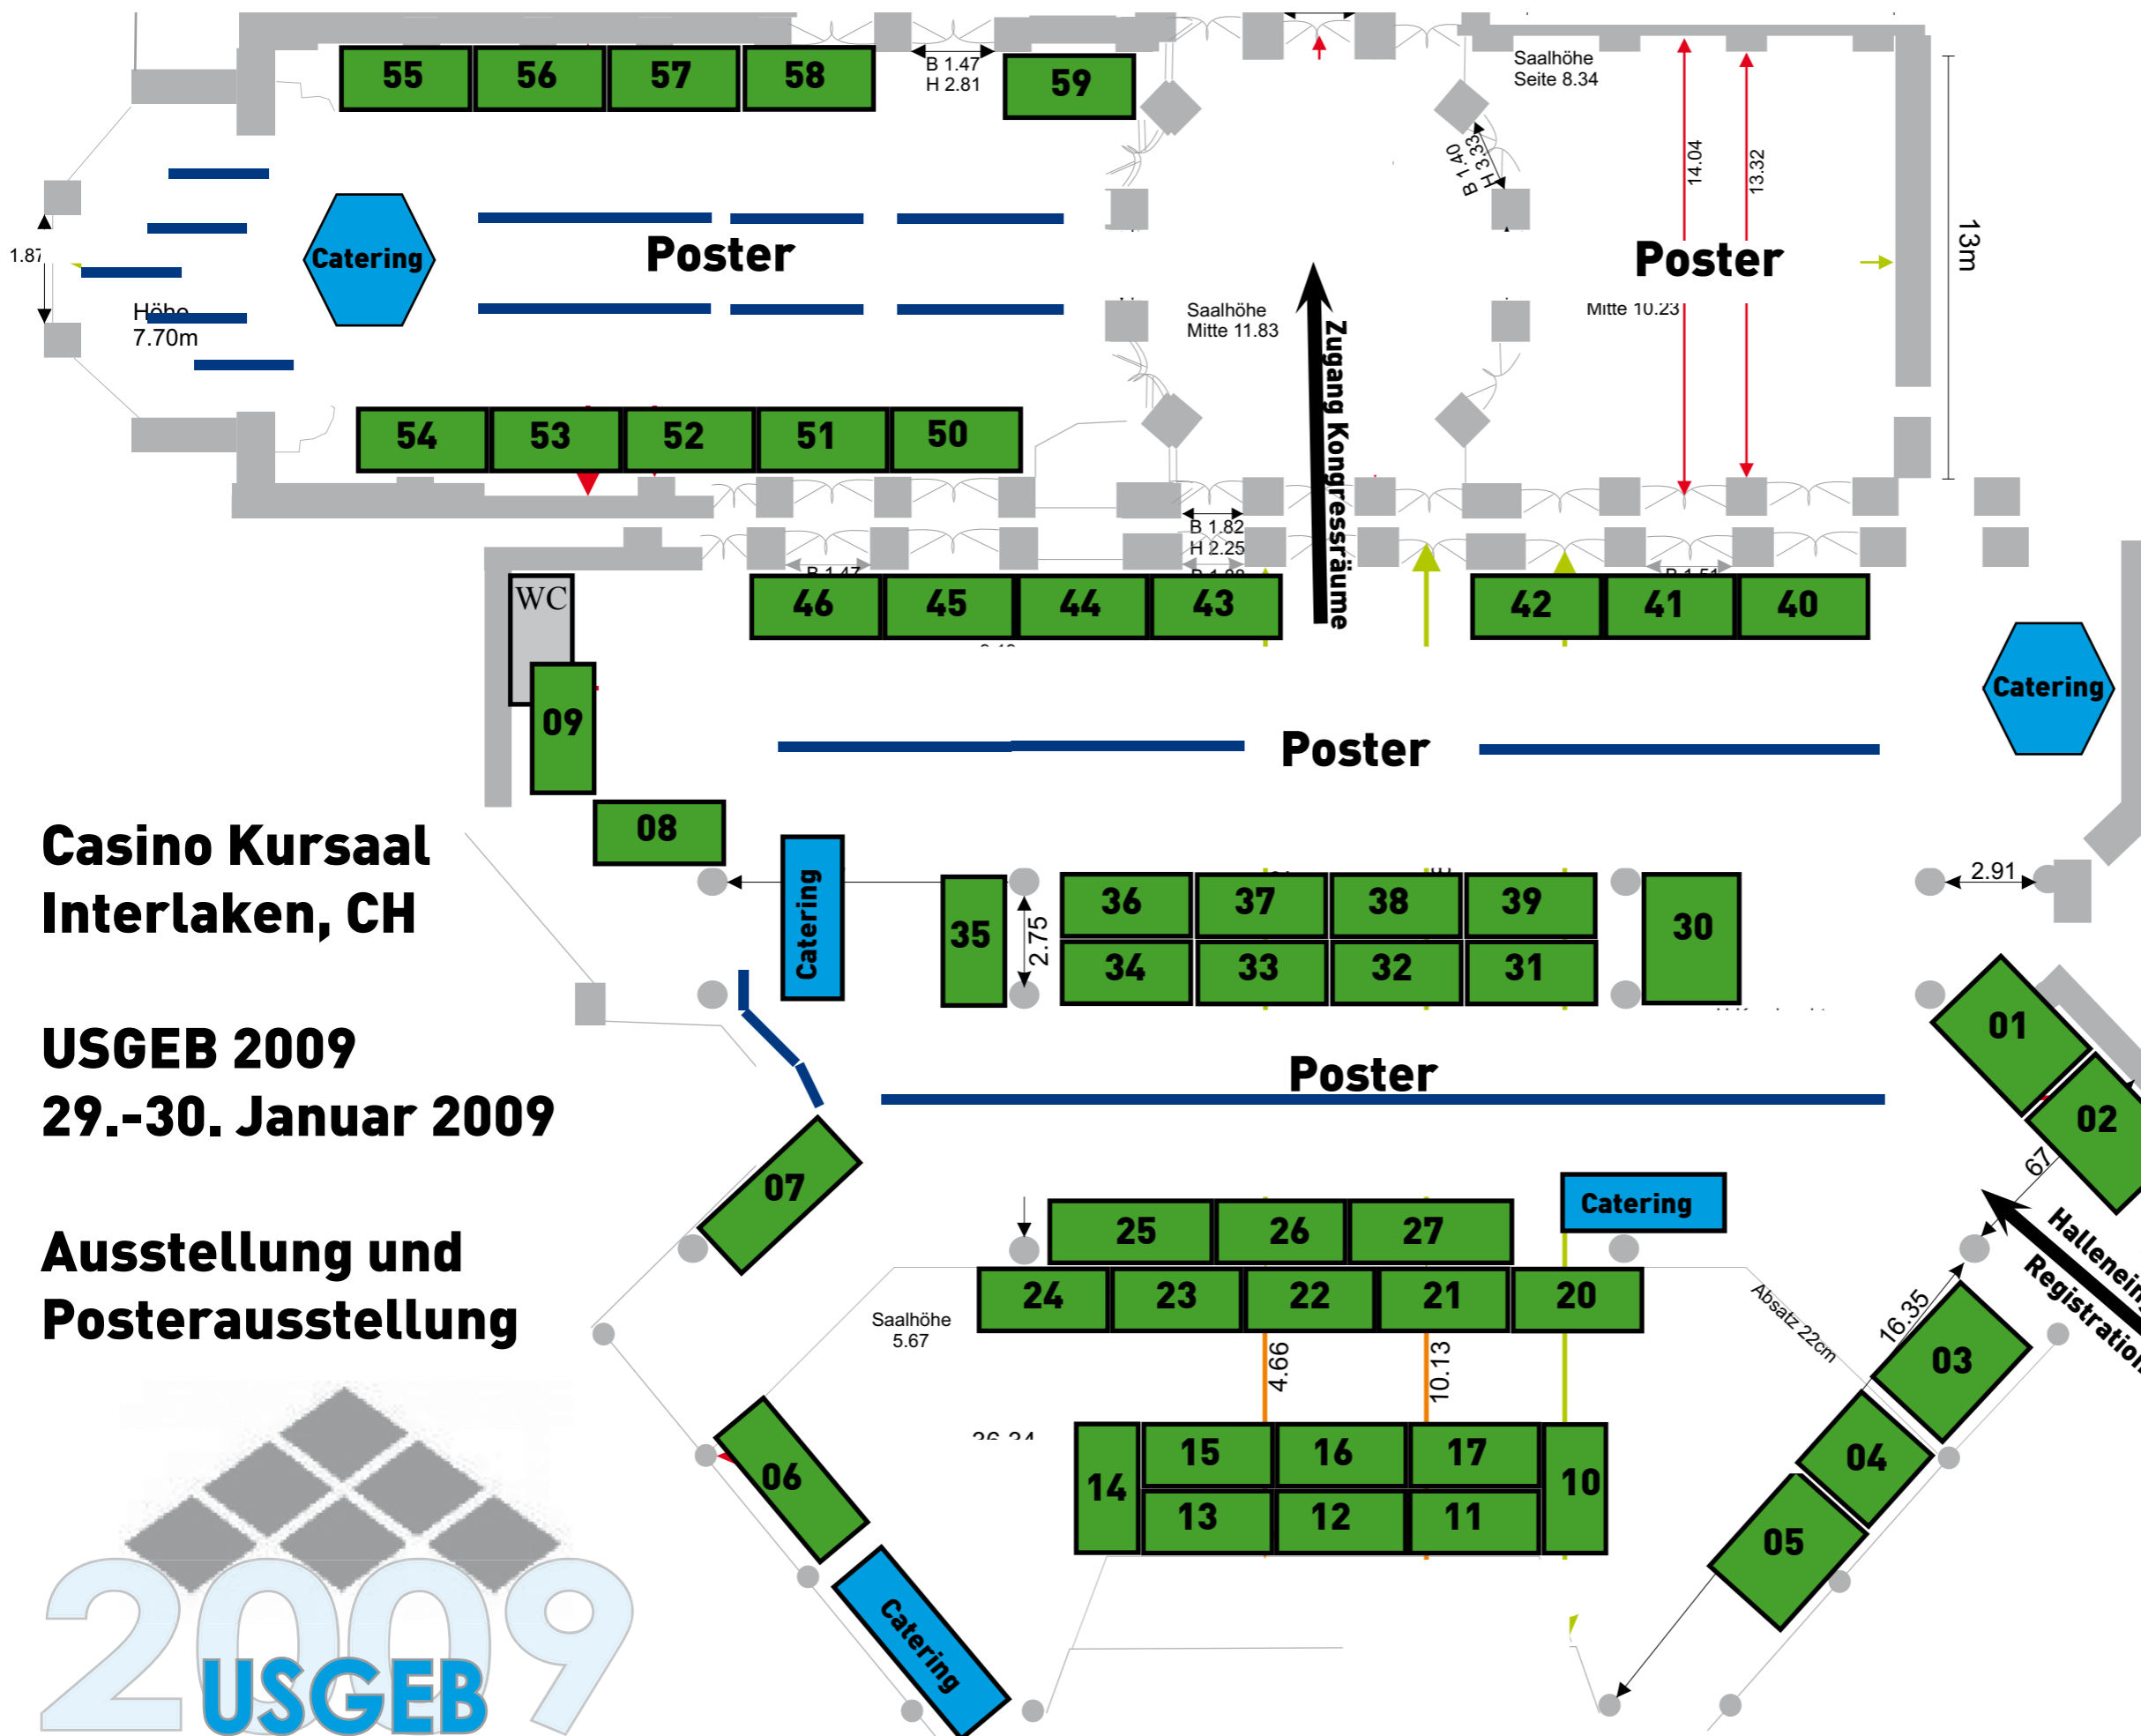 55
56
57
58
B 1.47
H 2.81
59
Saalhöhe
Seite 8.34
B 1.40
H 3.33
14.04
13.32
13m
1.87
Catering
Poster
Poster
Höhe
7.70m
Saalhöhe
Mitte 11.83
Mitte 10.23
Zugang Kongressräume
54
53
52
51
50
B 1.82
H 2.25
WC
46
45
44
43
42
41
40
Catering
09
Poster
08
Casino Kursaal
Interlaken, CH
Catering
35
2.75
36
37
38
39
30
2.91
34
33
32
31
01
02
USGEB 2009
29.-30. Januar 2009
Poster
67
07
25
26
27
Catering
Ausstellung und
Posterausstellung
24
23
22
21
20
Saalhöhe
5.67
Absatz 22cm
16.35
Halleneing
Registration
03
4.66
10.13
04
05
06
14
15
16
17
10
13
12
11
Catering
2009
USGEB